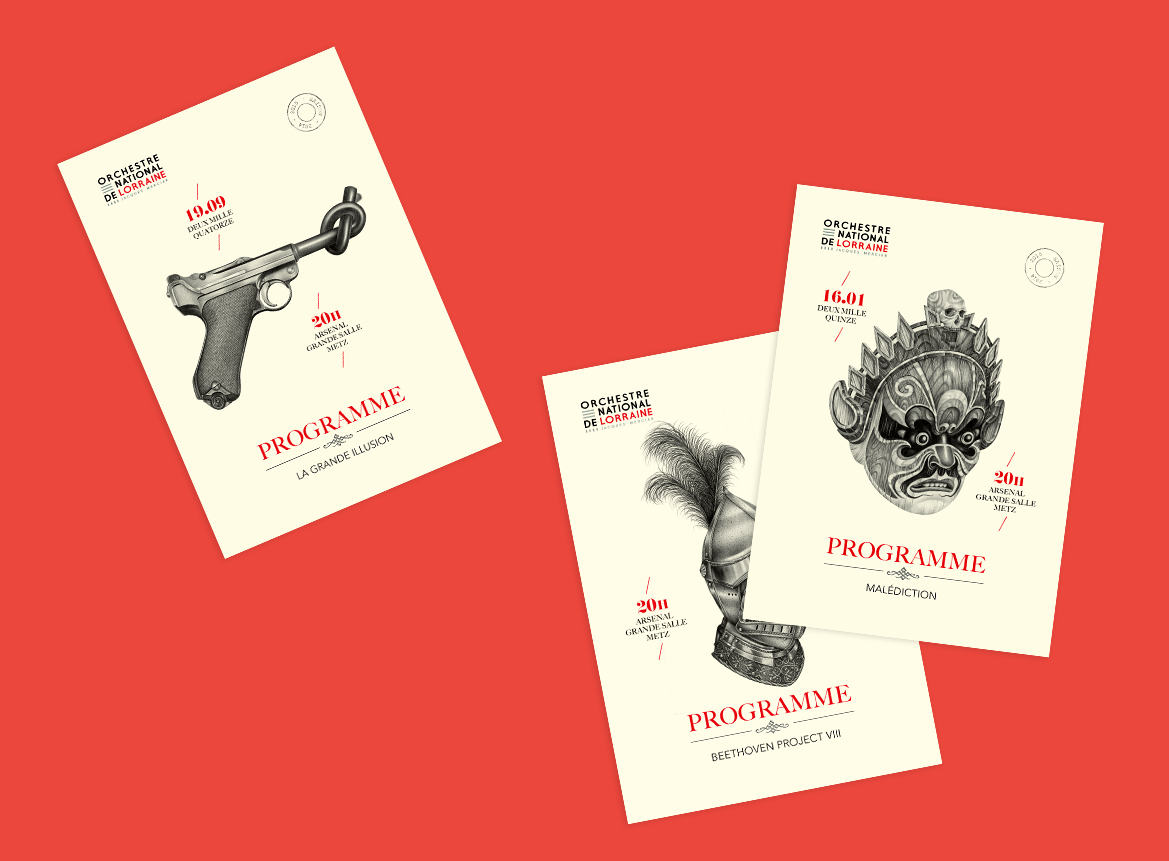 ORCHESTRE
NATIONAL
DE LORRAINE
19.09
DEUX MILLE
QUATORZE
20H
ARSENAL
GRANDE SALLE
METZ
PROGRAMME
LA GRANDE ILLUSION
ORCHESTRE
NATIONAL
DE LORRAINE
20H
ARSENAL
GRANDE SALLE
METZ
PROGRAMME
BEETHOVEN PROJECT VIII
ORCHESTRE
NATIONAL
DE LORRAINE
JACQUES MERCIER
16.01
DEUX MILLE
QUINZE
20H
ARSENAL
GRANDE SALLE
METZ
PROGRAMME
MALÉDICTION